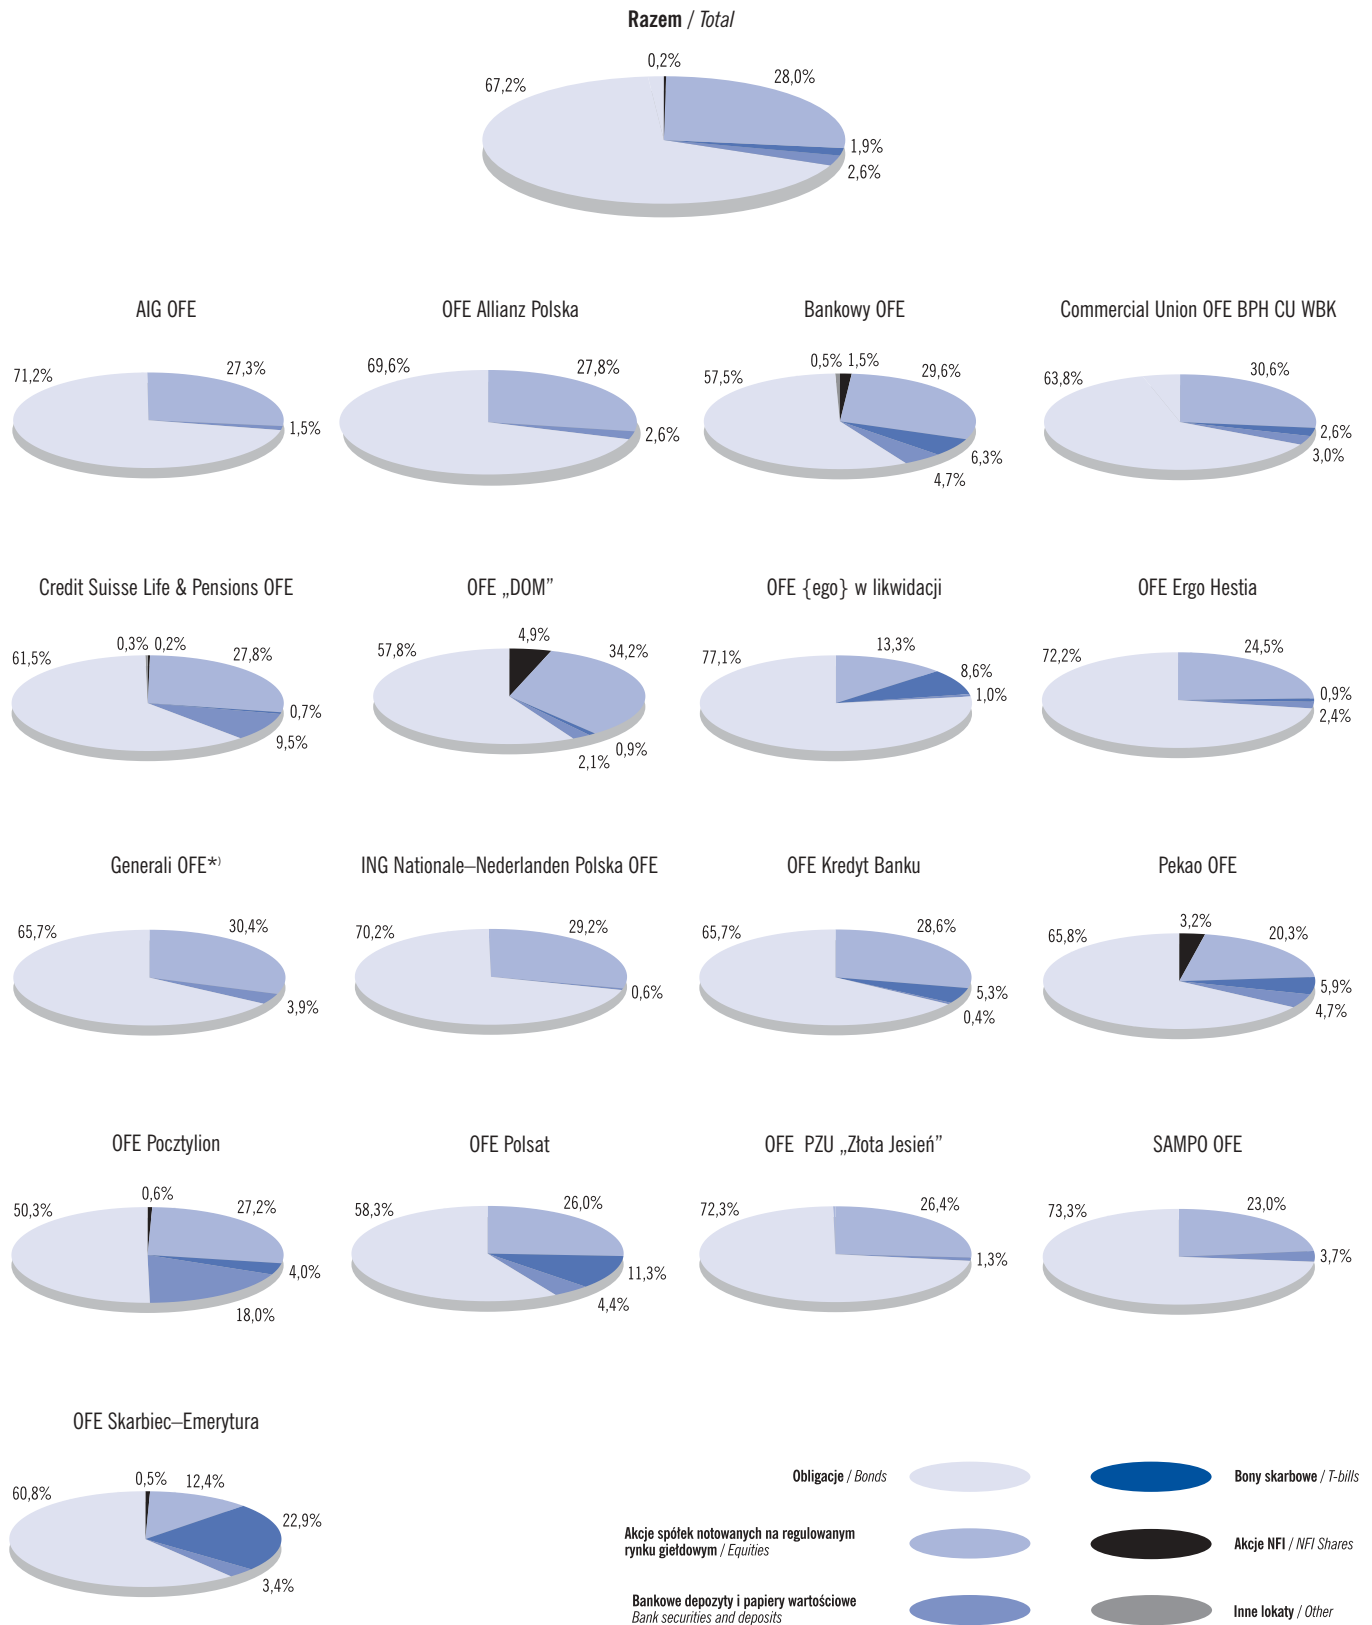 Razem / Total
0,2%
67,2%
28,0%
1,9%
2,6%
AIG OFE
71,2%
27,3%
1,5%
OFE Allianz Polska
69,6%
27,8%
2,6%
Bankowy OFE
57,5%
0,5%
1,5%
29,6%
6,3%
4,7%
Commercial Union OFE BPH CU WBK
63,8%
30,6%
2,6%
3,0%
Credit Suisse Life & Pensions OFE
61,5%
0,3%
0,2%
27,8%
0,7%
9,5%
OFE „DOM”
57,8%
4,9%
34,2%
0,9%
2,1%
OFE {ego} w likwidacji
77,1%
13,3%
8,6%
1,0%
OFE Ergo Hestia
72,2%
24,5%
0,9%
2,4%
Generali OFE*)
65,7%
30,4%
3,9%
ING Nationale–Nederlanden Polska OFE
70,2%
29,2%
0,6%
OFE Kredyt Banku
65,7%
28,6%
5,3%
0,4%
Pekao OFE
65,8%
3,2%
20,3%
5,9%
4,7%
OFE Pocztylion
50,3%
0,6%
27,2%
4,0%
18,0%
OFE Polsat
58,3%
26,0%
11,3%
4,4%
OFE PZU „Złota Jesień”
72,3%
26,4%
1,3%
SAMPO OFE
73,3%
23,0%
3,7%
OFE Skarbiec–Emerytura
60,8%
0,5%
12,4%
22,9%
3,4%
Obligacje / Bonds
Bony skarbowe / T-bills
Akcje spółek notowanych na regulowanym
rynku giełdowym / Equities
Akcje NFI / NFI Shares
Bankowe depozyty i papiery wartościowe
Bank securities and deposits
Inne lokaty / Other